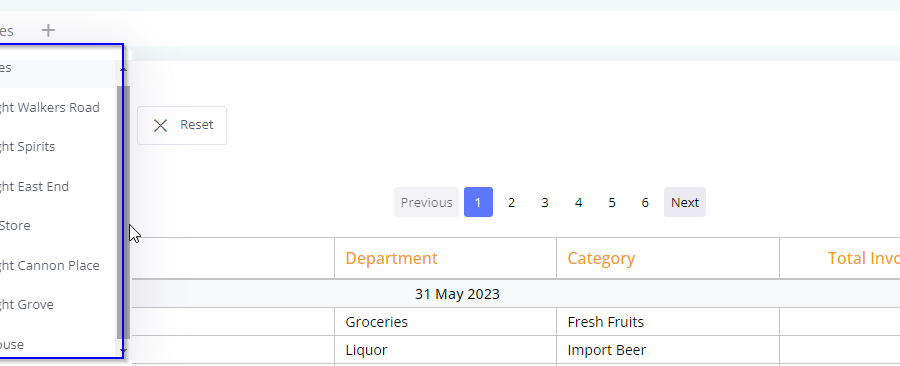 es +
es
ght Walkers Road
Reset
ght Spirits
ght East End
Previous 1 2 3 4 5 6 Next
Store
ght Cannon Place
Department Category Total Invo
31 May 2023
ght Grove
Groceries Fresh Fruits
ouse
Liquor Import Beer